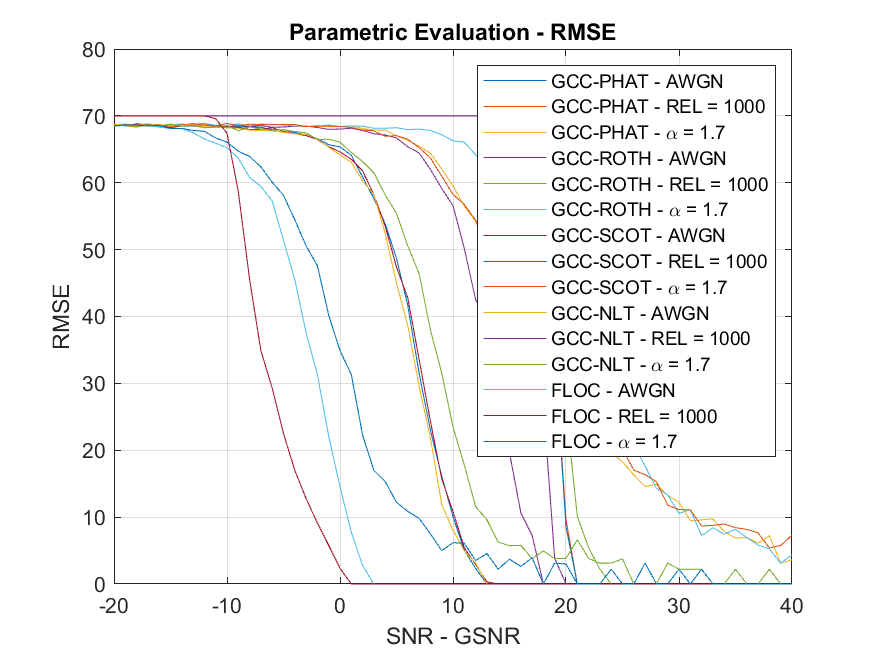 Parametric Evaluation - RMSE
80
70
60
50
40
30
20
10
0
RMSE
-20
-10
0
10
20
30
40
SNR - GSNR
GCC-PHAT - AWGN
GCC-PHAT - REL = 1000
GCC-PHAT - α = 1.7
GCC-ROTH - AWGN
GCC-ROTH - REL = 1000
GCC-ROTH - α = 1.7
GCC-SCOT - AWGN
GCC-SCOT - REL = 1000
GCC-SCOT - α = 1.7
GCC-NLT - AWGN
GCC-NLT - REL = 1000
GCC-NLT - α = 1.7
FLOC - AWGN
FLOC - REL = 1000
FLOC - α = 1.7